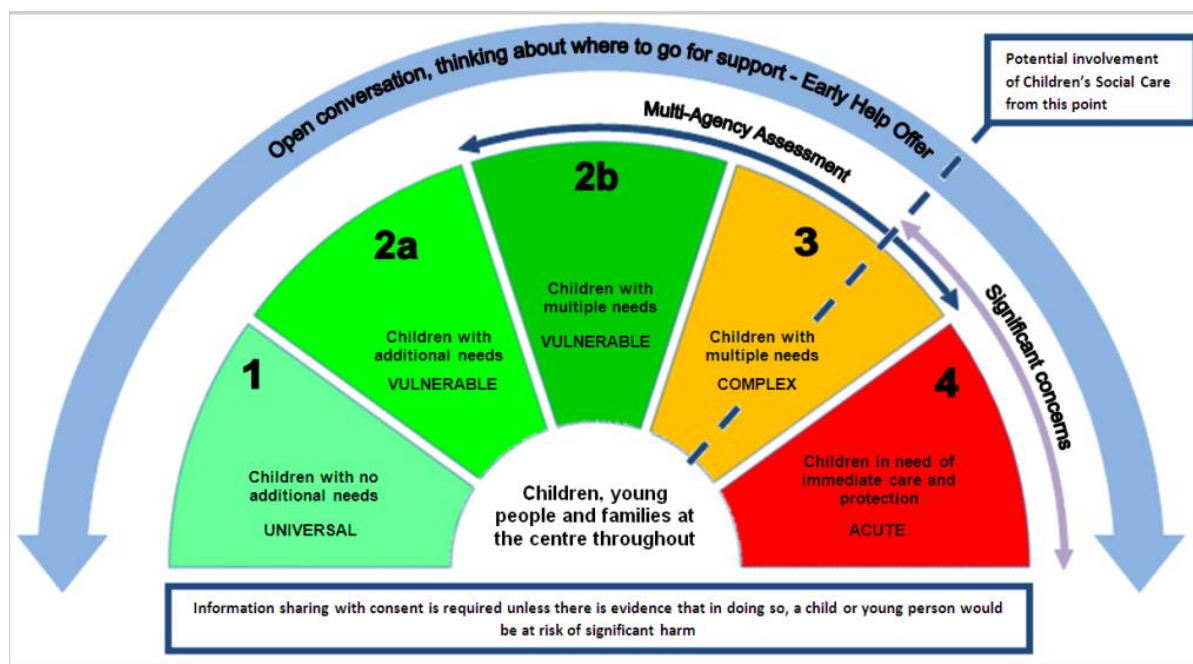 Open conversation, thinking about where to go for support - Early Help Offer
Potential involvement
of Children's Social Care
from this point
Multi-Agency Assessment
Significant concerns
1
Children with no
additional needs
UNIVERSAL
2a
Children with
additional needs
VULNERABLE
2b
Children with
multiple needs
VULNERABLE
3
Children with
multiple needs
COMPLEX
4
Children in need of
immediate care and
protection
ACUTE
Children, young
people and families at
the centre throughout
Information sharing with consent is required unless there is evidence that in doing so, a child or young person would
be at risk of significant harm